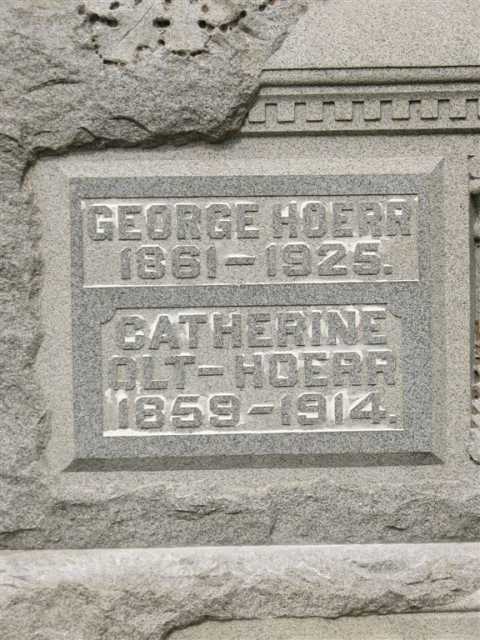 GEORGE HOERR
1861-1925.
CATHERINE
OLT-HOERR
1859-1914.